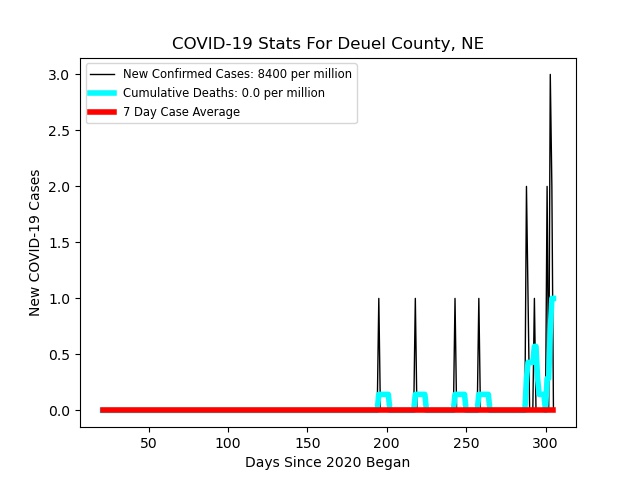 COVID-19 Stats For Deuel County, NE
New Confirmed Cases: 8400 per million
Cumulative Deaths: 0.0 per million
7 Day Case Average
3.0
2.5
2.0
1.5
1.0
0.5
0.0
New COVID-19 Cases
50 100 150 200 250 300
Days Since 2020 Began